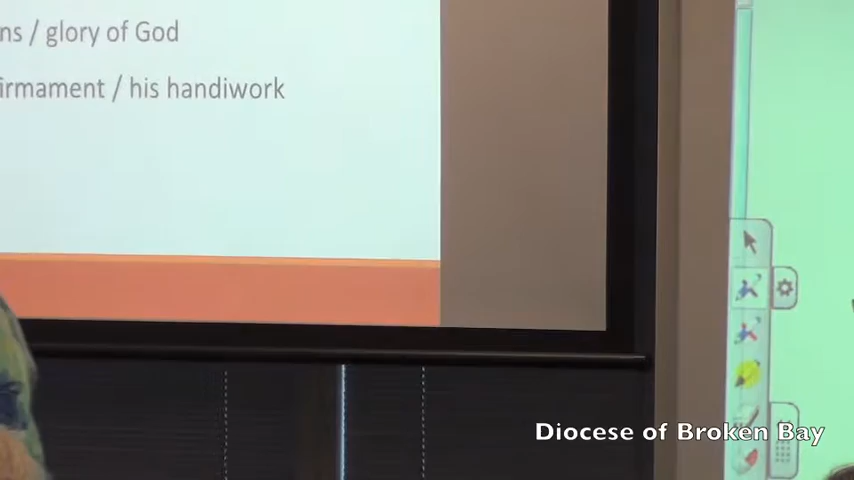 ns / glory of God
irmament / his handiwork
Diocese of Broken Bay